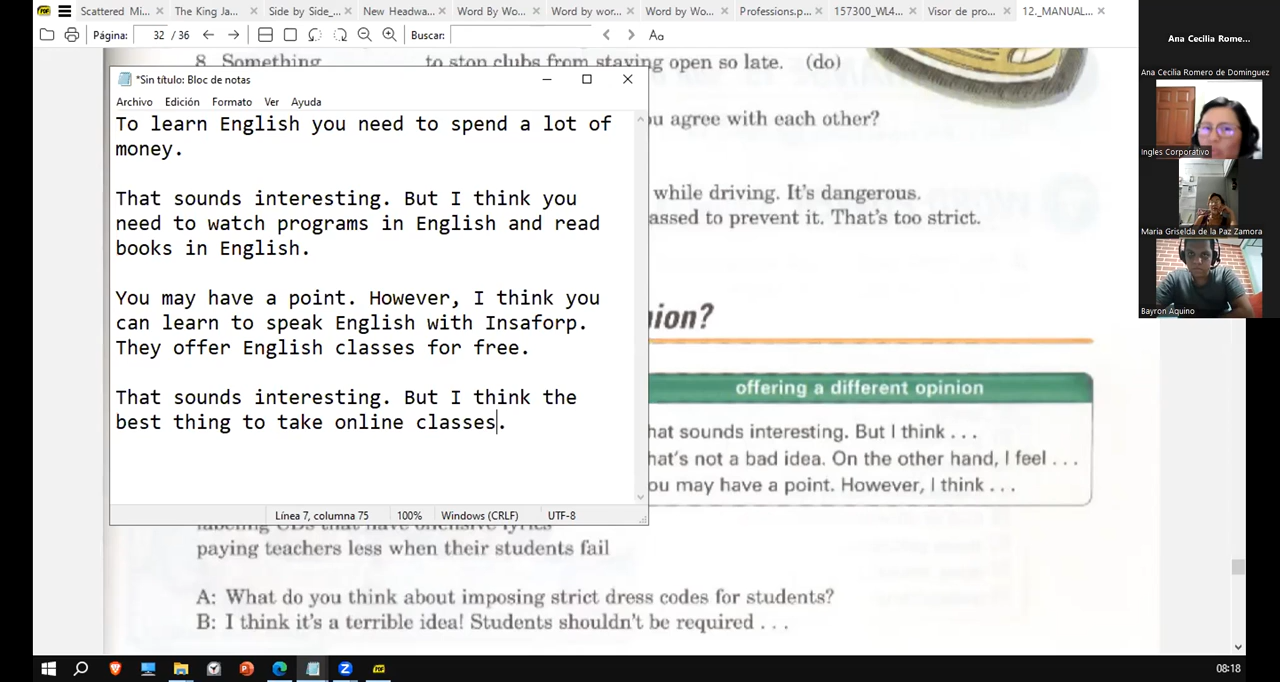 Scattered Mi...
The King Ja...
Side by Side_...
New Headwa...
Word By Wo...
Word by wor...
Word by Wo...
Professions.p...
157300_WL4...
Visor de pro...
12._MANUAL...
Página: 32 / 36
Buscar:
Aa
8 Something to stop clubs from staying open so late. (do)
*Sin título: Bloc de notas
Archivo Edición Formato Ver Ayuda
To learn English you need to spend a lot of
money.
That sounds interesting. But I think you
need to watch programs in English and read
books in English.
You may have a point. However, I think you
can learn to speak English with Insaforp.
They offer English classes for free.
That sounds interesting. But I think the
best thing to take online classes.
Línea 7, columna 75 100% Windows (CRLF) UTF-8
u agree with each other?
while driving. It's dangerous.
assed to prevent it. That's too strict.
nion?
offering a different opinion
hat sounds interesting. But I think . . .
hat's not a bad idea. On the other hand, I feel . . .
ou may have a point. However, I think . . .
labeling CDs that have offensive lyrics
paying teachers less when their students fail
A: What do you think about imposing strict dress codes for students?
B: I think it's a terrible idea! Students shouldn't be required . . .
Ana Cecilia Rome...
Ana Cecilia Romero de Dominguez
Ingles Corporativo
Maria Griselda de la Paz Zamora
Bayron Aquino
08:18